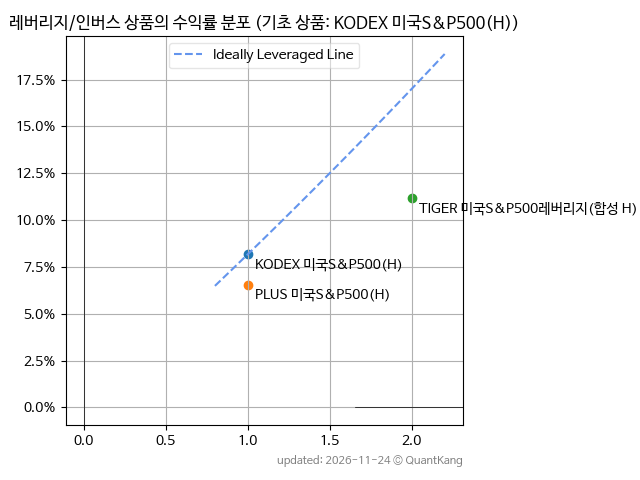 레버리지/인버스 상품의 수익률 분포 (기초 상품: KODEX 미국S&P500(H))
Ideally Leveraged Line
17.5%
15.0%
12.5%
10.0%
7.5%
5.0%
2.5%
0.0%
TIGER 미국S&P500레버리지(합성 H)
KODEX 미국S&P500(H)
PLUS 미국S&P500(H)
0.0
0.5
1.0
1.5
2.0
updated: 2026-11-24 © QuantKang